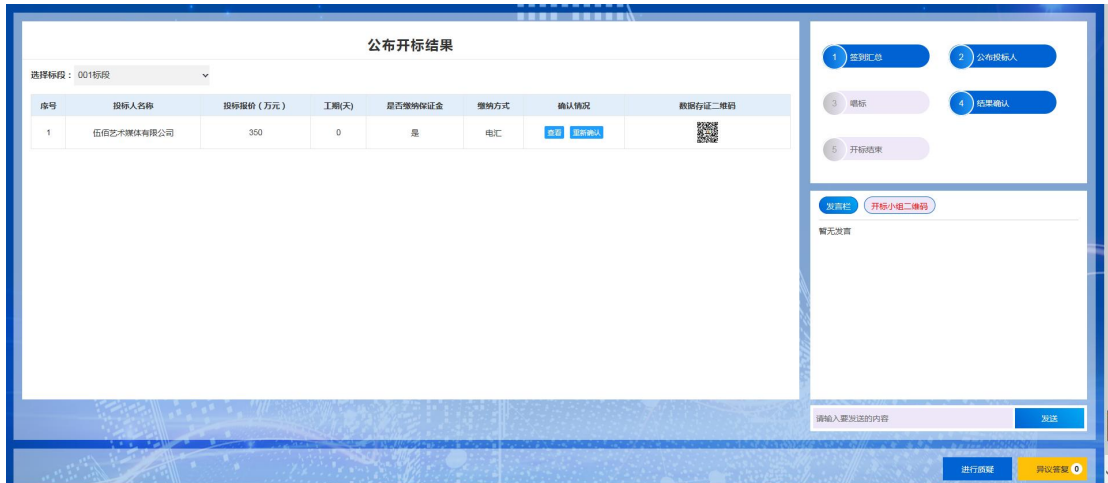 公布开标结果
选择标段： 001标段
序号 投标人名称 投标报价（万元） 工期(天) 是否缴纳保证金 缴纳方式 确认情况 数据存证二维码
1 伍佰艺术媒体有限公司 350 0 是 电汇 查看 重新确认
1 签到汇总 2 公布投标人
3 唱标 4 结果确认
5 开标结束
发言栏 开标小组二维码
暂无发言
请输入要发送的内容 发送
进行质疑 异议答复 0